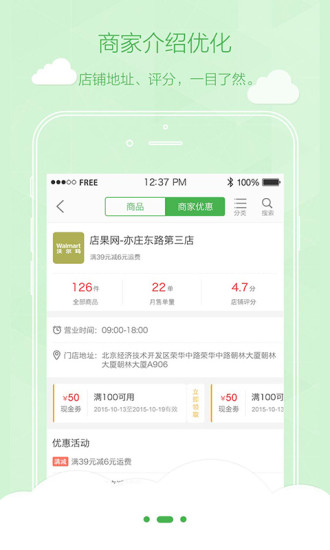 商家介绍优化
店铺地址、评分，一目了然。
FREE 12:37 PM 100%
商品 商家优惠 分类 搜索
Walmart
沃尔玛
店果网-亦庄东路第三店
满39元减6元运费
126件 22单 4.7分
全部商品 月售单量 店铺评分
营业时间：09:00-18:00
门店地址：北京经济技术开发区荣华中路荣华中路朝林大厦朝林
大厦朝林大厦A906
¥50 满100可用 立即领取 ¥50 满100可用
现金券 2015-10-13至2015-10-19有效 现金券 2015-10-
优惠活动
满减 满39元减6元运费